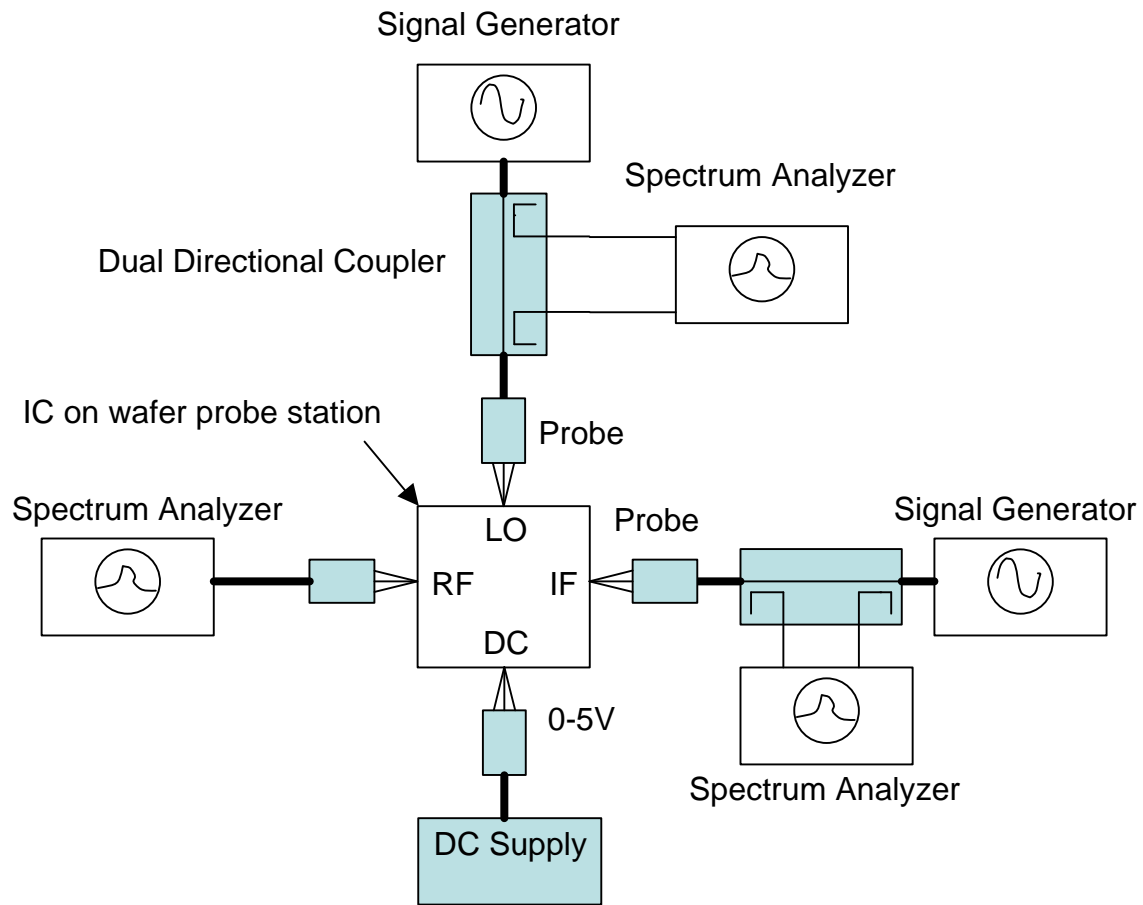 Signal Generator
Spectrum Analyzer
Dual Directional Coupler
IC on wafer probe station
Probe
Spectrum Analyzer
Probe
Signal Generator
LO
RF
IF
DC
0-5V
Spectrum Analyzer
DC Supply